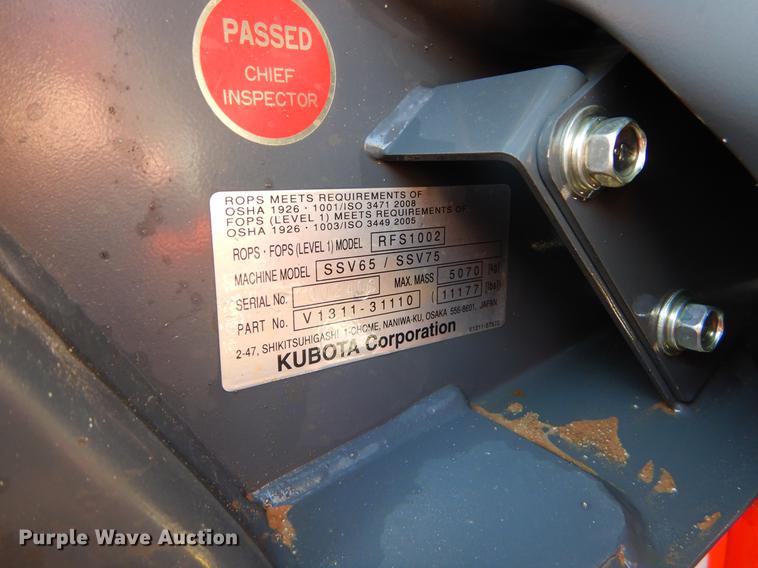 PASSED
CHIEF
INSPECTOR
ROPS MEETS REQUIREMENTS OF
OSHA 1926・1001/ISO 3471 2008
FOPS (LEVEL 1) MEETS REQUIREMENTS OF
OSHA 1926・1003/ISO 3449 2005
ROPS・FOPS (LEVEL 1) MODEL RFS1002
MACHINE MODEL SSV65 / SSV75
SERIAL No. MAX. MASS 5070 [kg]
PART No. V1311-31110 ( 11177 [lbs])
2-47, SHIKITSUHIGASHI 1-CHOME, NANIWA-KU, OSAKA 556-8601, JAPAN
KUBOTA Corporation
Purple Wave Auction